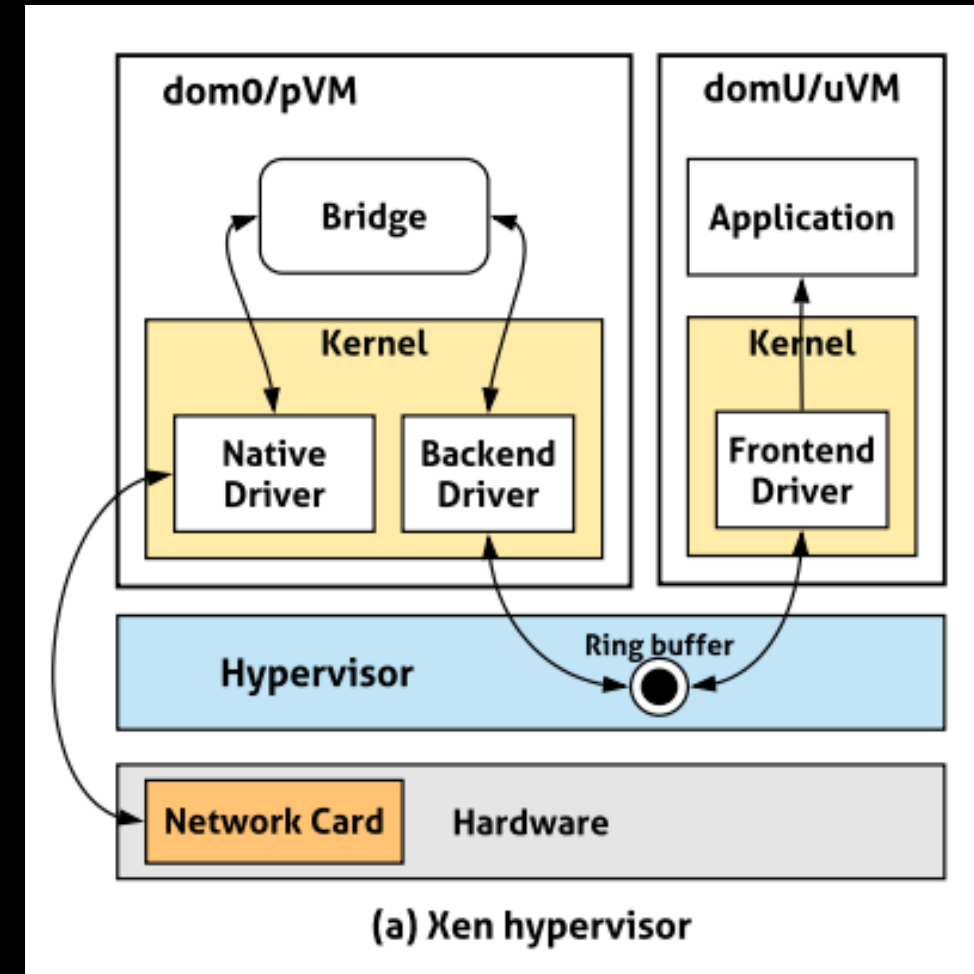 dom0/pVM
domU/uVM
Bridge
Application
Kernel
Kernel
Native
Driver
Backend
Driver
Frontend
Driver
Ring buffer
Hypervisor
Network Card
Hardware
(a) Xen hypervisor